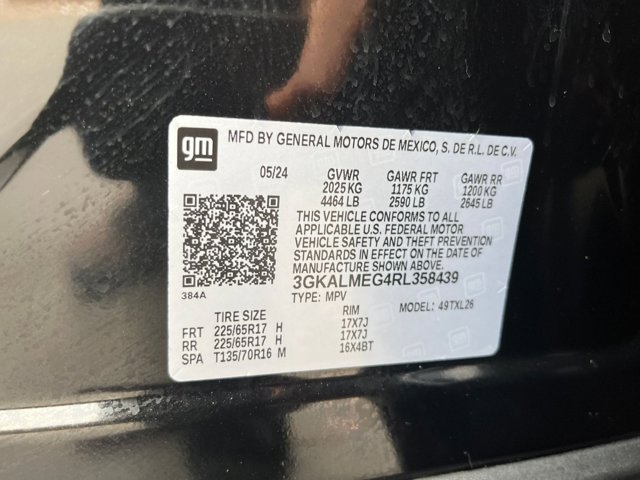 gm
MFD BY GENERAL MOTORS DE MEXICO, S. DE R.L. DE C.V.
05/24 GVWR GAWR FRT GAWR RR
2025 KG 1175 KG 1200 KG
4464 LB 2590 LB 2645 LB
THIS VEHICLE CONFORMS TO ALL
APPLICABLE U.S. FEDERAL MOTOR
VEHICLE SAFETY AND THEFT PREVENTION
STANDARDS IN EFFECT ON THE DATE OF
MANUFACTURE SHOWN ABOVE.
3GKALMEG4RL358439
384A
TYPE: MPV MODEL: 49TXL26
TIRE SIZE RIM
FRT 225/65R17 H 17X7J
RR 225/65R17 H 17X7J
SPA T135/70R16 M 16X4BT